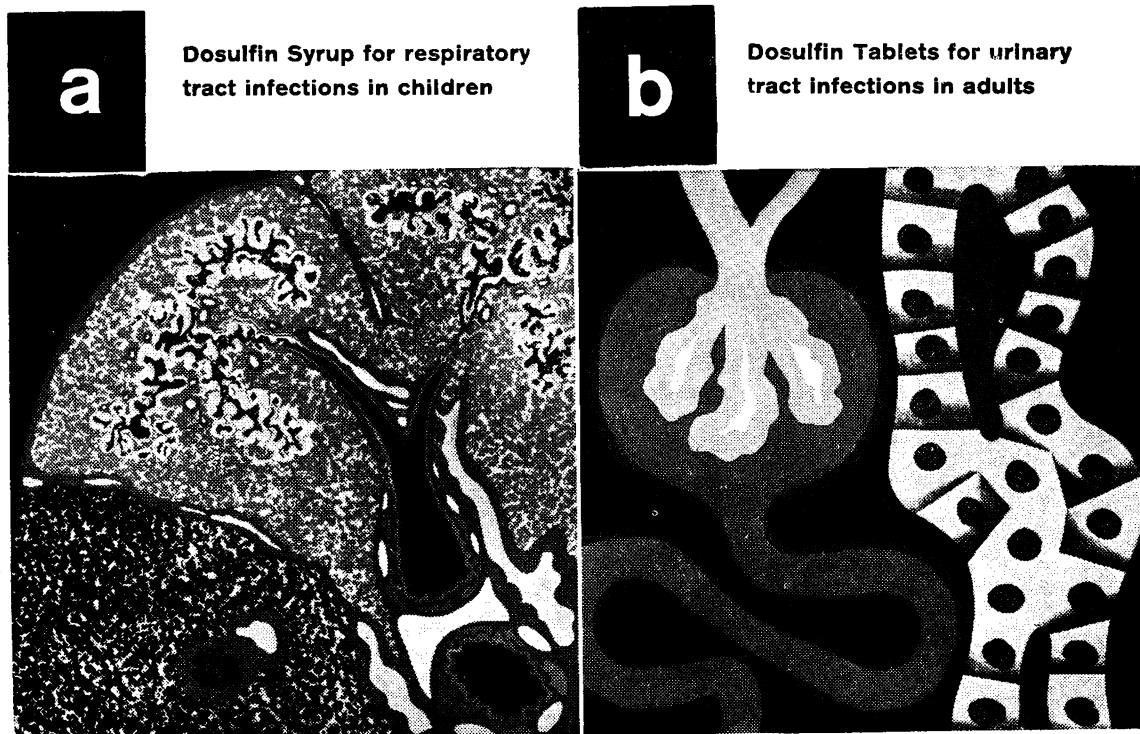 a
Dosulfin Syrup for respiratory
tract infections in children
b
Dosulfin Tablets for urinary
tract infections in adults